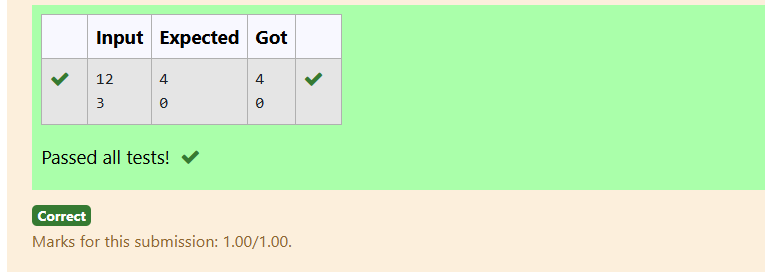 Input Expected Got
12 4 4
3 0 0
Passed all tests!
Correct
Marks for this submission: 1.00/1.00.